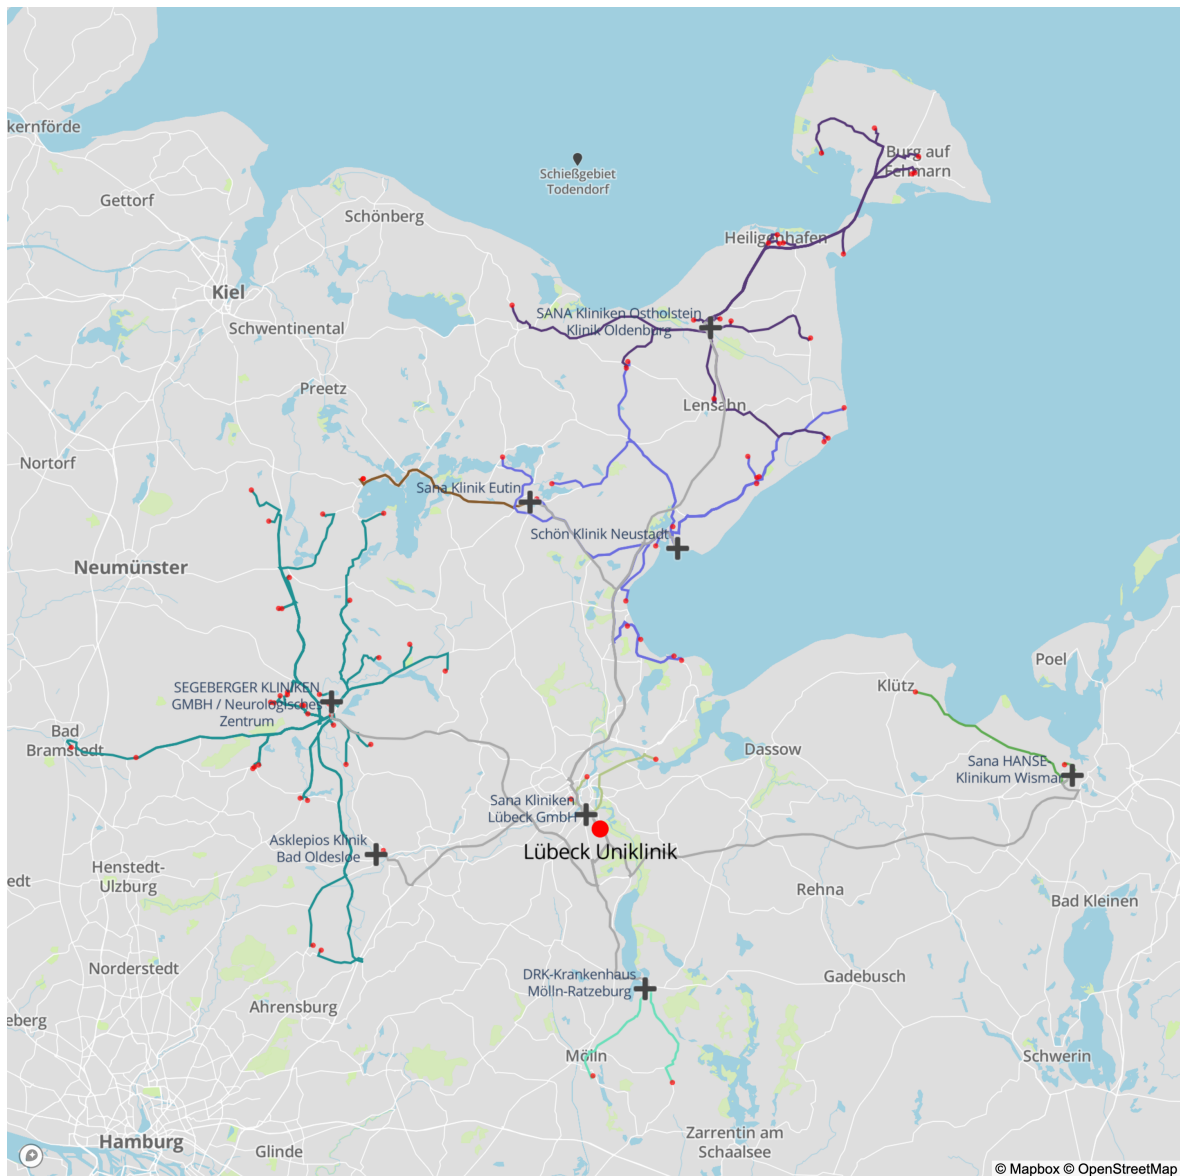 kernförde
Schießgebiet
Todendorf
Burg auf
Fehmarn
Gettorf
Schönberg
Heiligenhafen
Kiel
SANA Kliniken Ostholstein
Klinik Oldenburg
Schwentinental
Preetz
Lensahn
Nortorf
Sana Klinik Eutin
Schön Klinik Neustadt
Neumünster
Poel
SEGEBERGER KLINIKEN
GMBH / Neurologisches
Zentrum
Klütz
Bad
Bramstedt
Dassow
Sana HANSE-
Klinikum Wismar
Sana Kliniken
Lübeck GmbH
Asklepios Klinik
Bad Oldesloe
Lübeck Uniklinik
Henstedt-
Ulzburg
edt
Rehna
Bad Kleinen
Norderstedt
DRK-Krankenhaus
Mölln-Ratzeburg
Gadebusch
Ahrensburg
eberg
Mölln
Schwerin
Hamburg
Glinde
Zarrentin am
Schaalsee
© Mapbox © OpenStreetMap